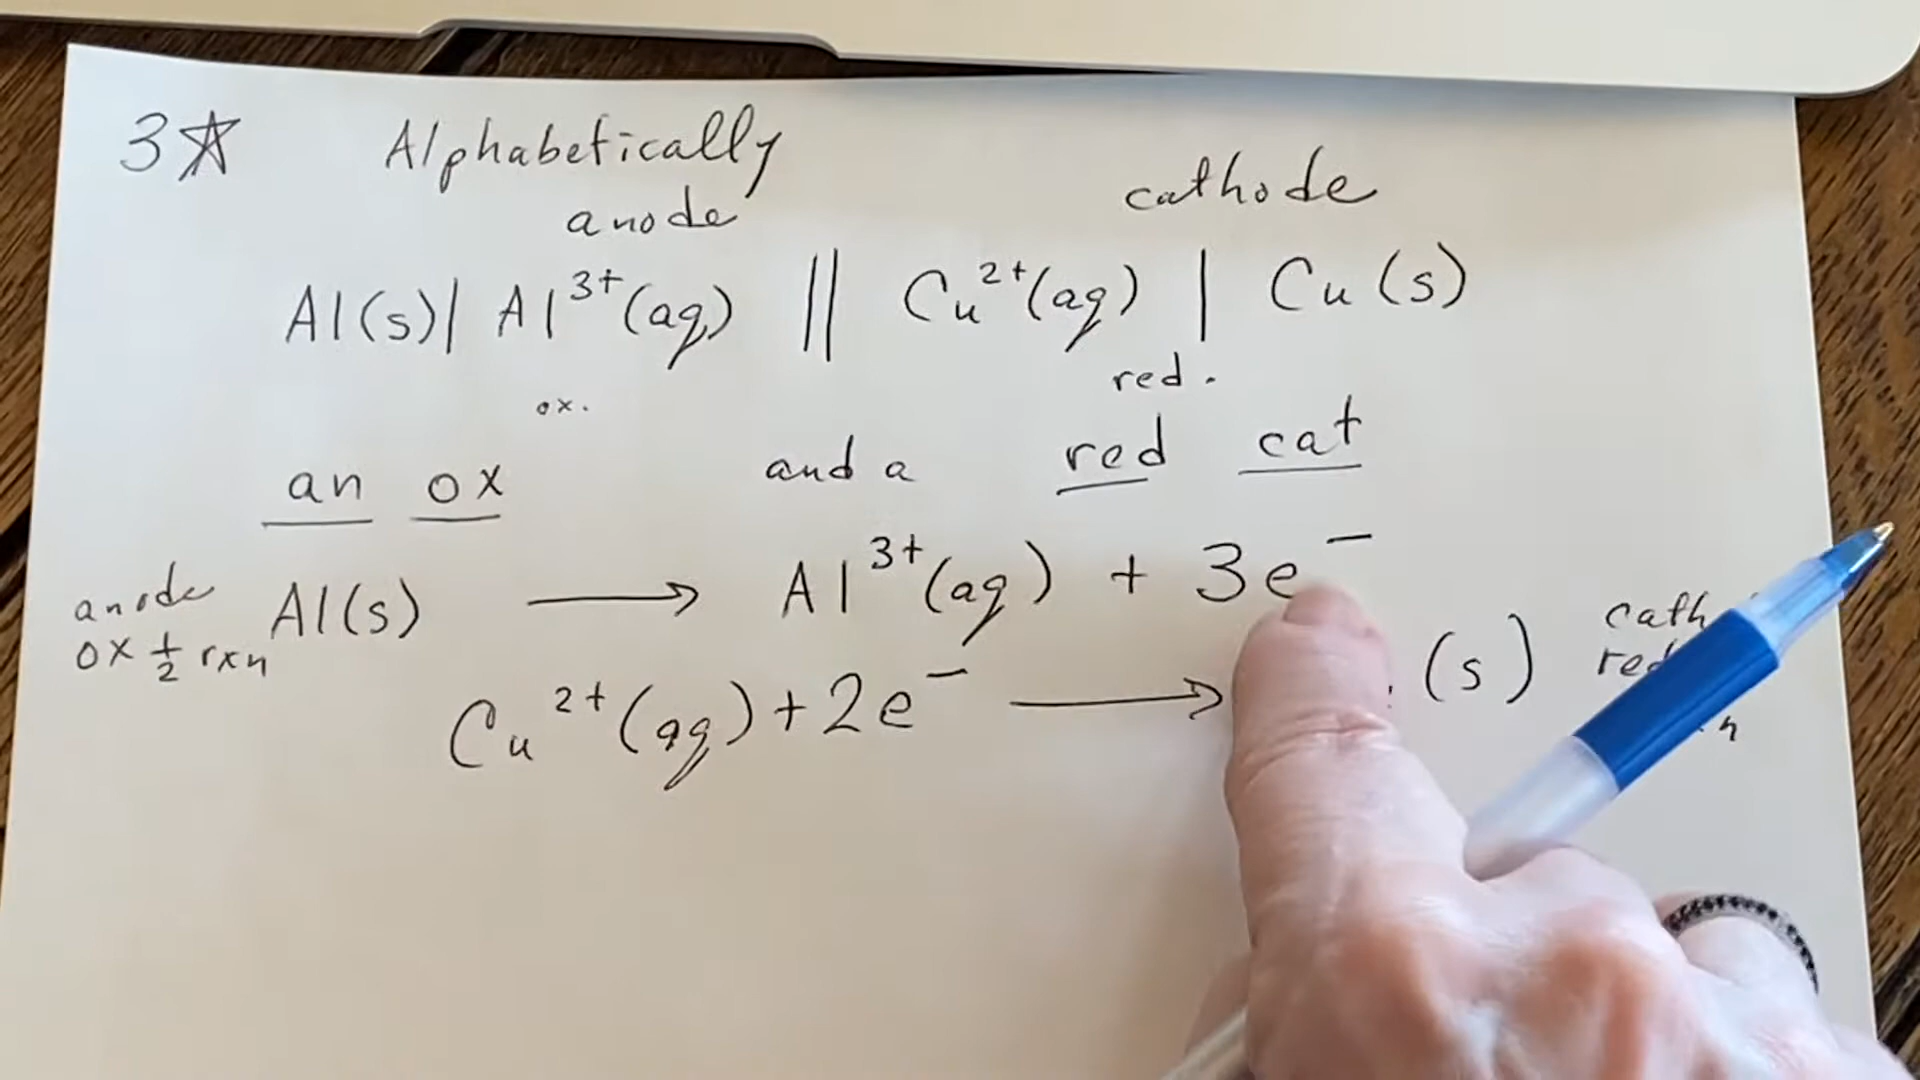 3☆ Alphabetically
anode cathode
Al(s)| Al³⁺(aq) || Cu²⁺(aq) | Cu(s)
ox. red.
an ox and a red cat
anode Al(s) → Al³⁺(aq) + 3e⁻
ox ½ rxn
Cu²⁺(aq)+2e⁻ → (s)